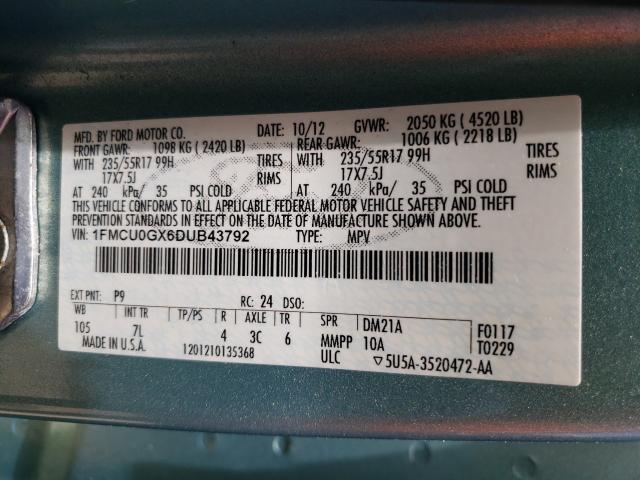 MFD. BY FORD MOTOR CO. DATE: 10/12 GVWR: 2050 KG ( 4520 LB)
FRONT GAWR: 1098 KG ( 2420 LB) REAR GAWR: 1006 KG ( 2218 LB)
WITH 235/55R17 99H TIRES WITH 235/55R17 99H TIRES
17X7.5J RIMS 17X7.5J RIMS
AT 240 kPa/ 35 PSI COLD AT 240 kPa/ 35 PSI COLD
THIS VEHICLE CONFORMS TO ALL APPLICABLE FEDERAL MOTOR VEHICLE SAFETY AND THEFT
PREVENTION STANDARDS IN EFFECT ON THE DATE OF MANUFACTURE SHOWN ABOVE.
VIN: 1FMCU0GX6DUB43792 TYPE: MPV
EXT PNT: P9 RC: 24 DSO:
WB INT TR TP/PS R AXLE TR SPR DM21A F0117
105 7L 4 3C 6 MMPP 10A T0229
MADE IN U.S.A. 1201210135368 ULC ▽5U5A-3520472-AA